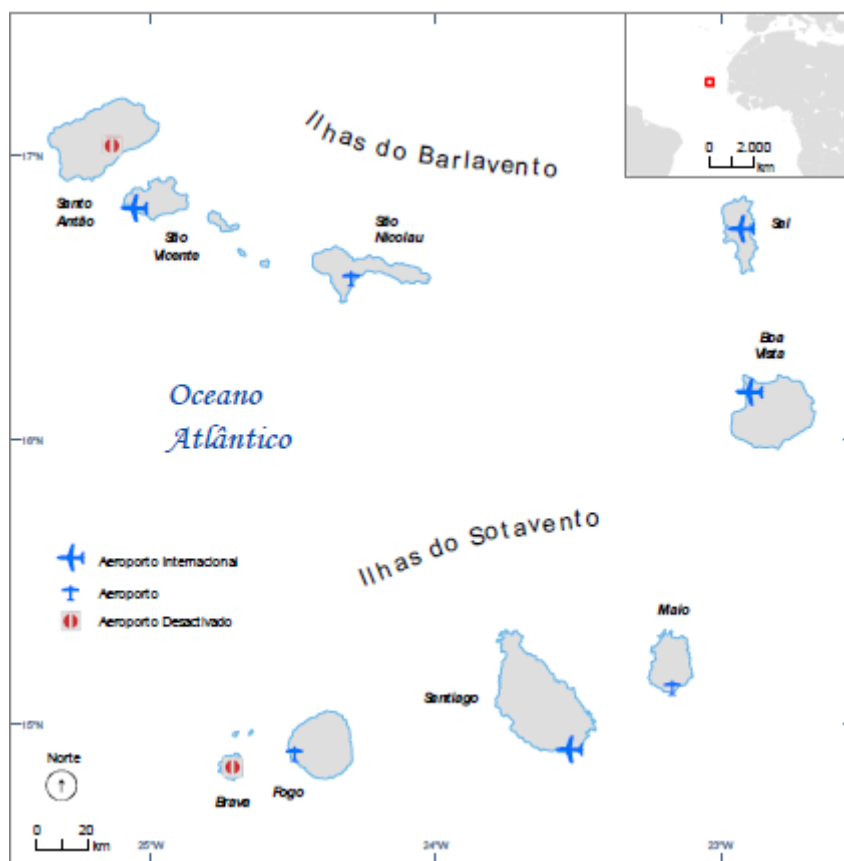 Ilhas do Barlavento
0 2.000
km
17°N
Santo
Antão
São
Vicente
São
Nicolau
Sal
Boa
Vista
Oceano
Atlântico
16°N
Ilhas do Sotavento
Aeroporto Internacional
Aeroporto
Aeroporto Desactivado
Maio
Santiago
15°N
Norte
Brava
Fogo
0 20
km
25°W
24°W
23°W